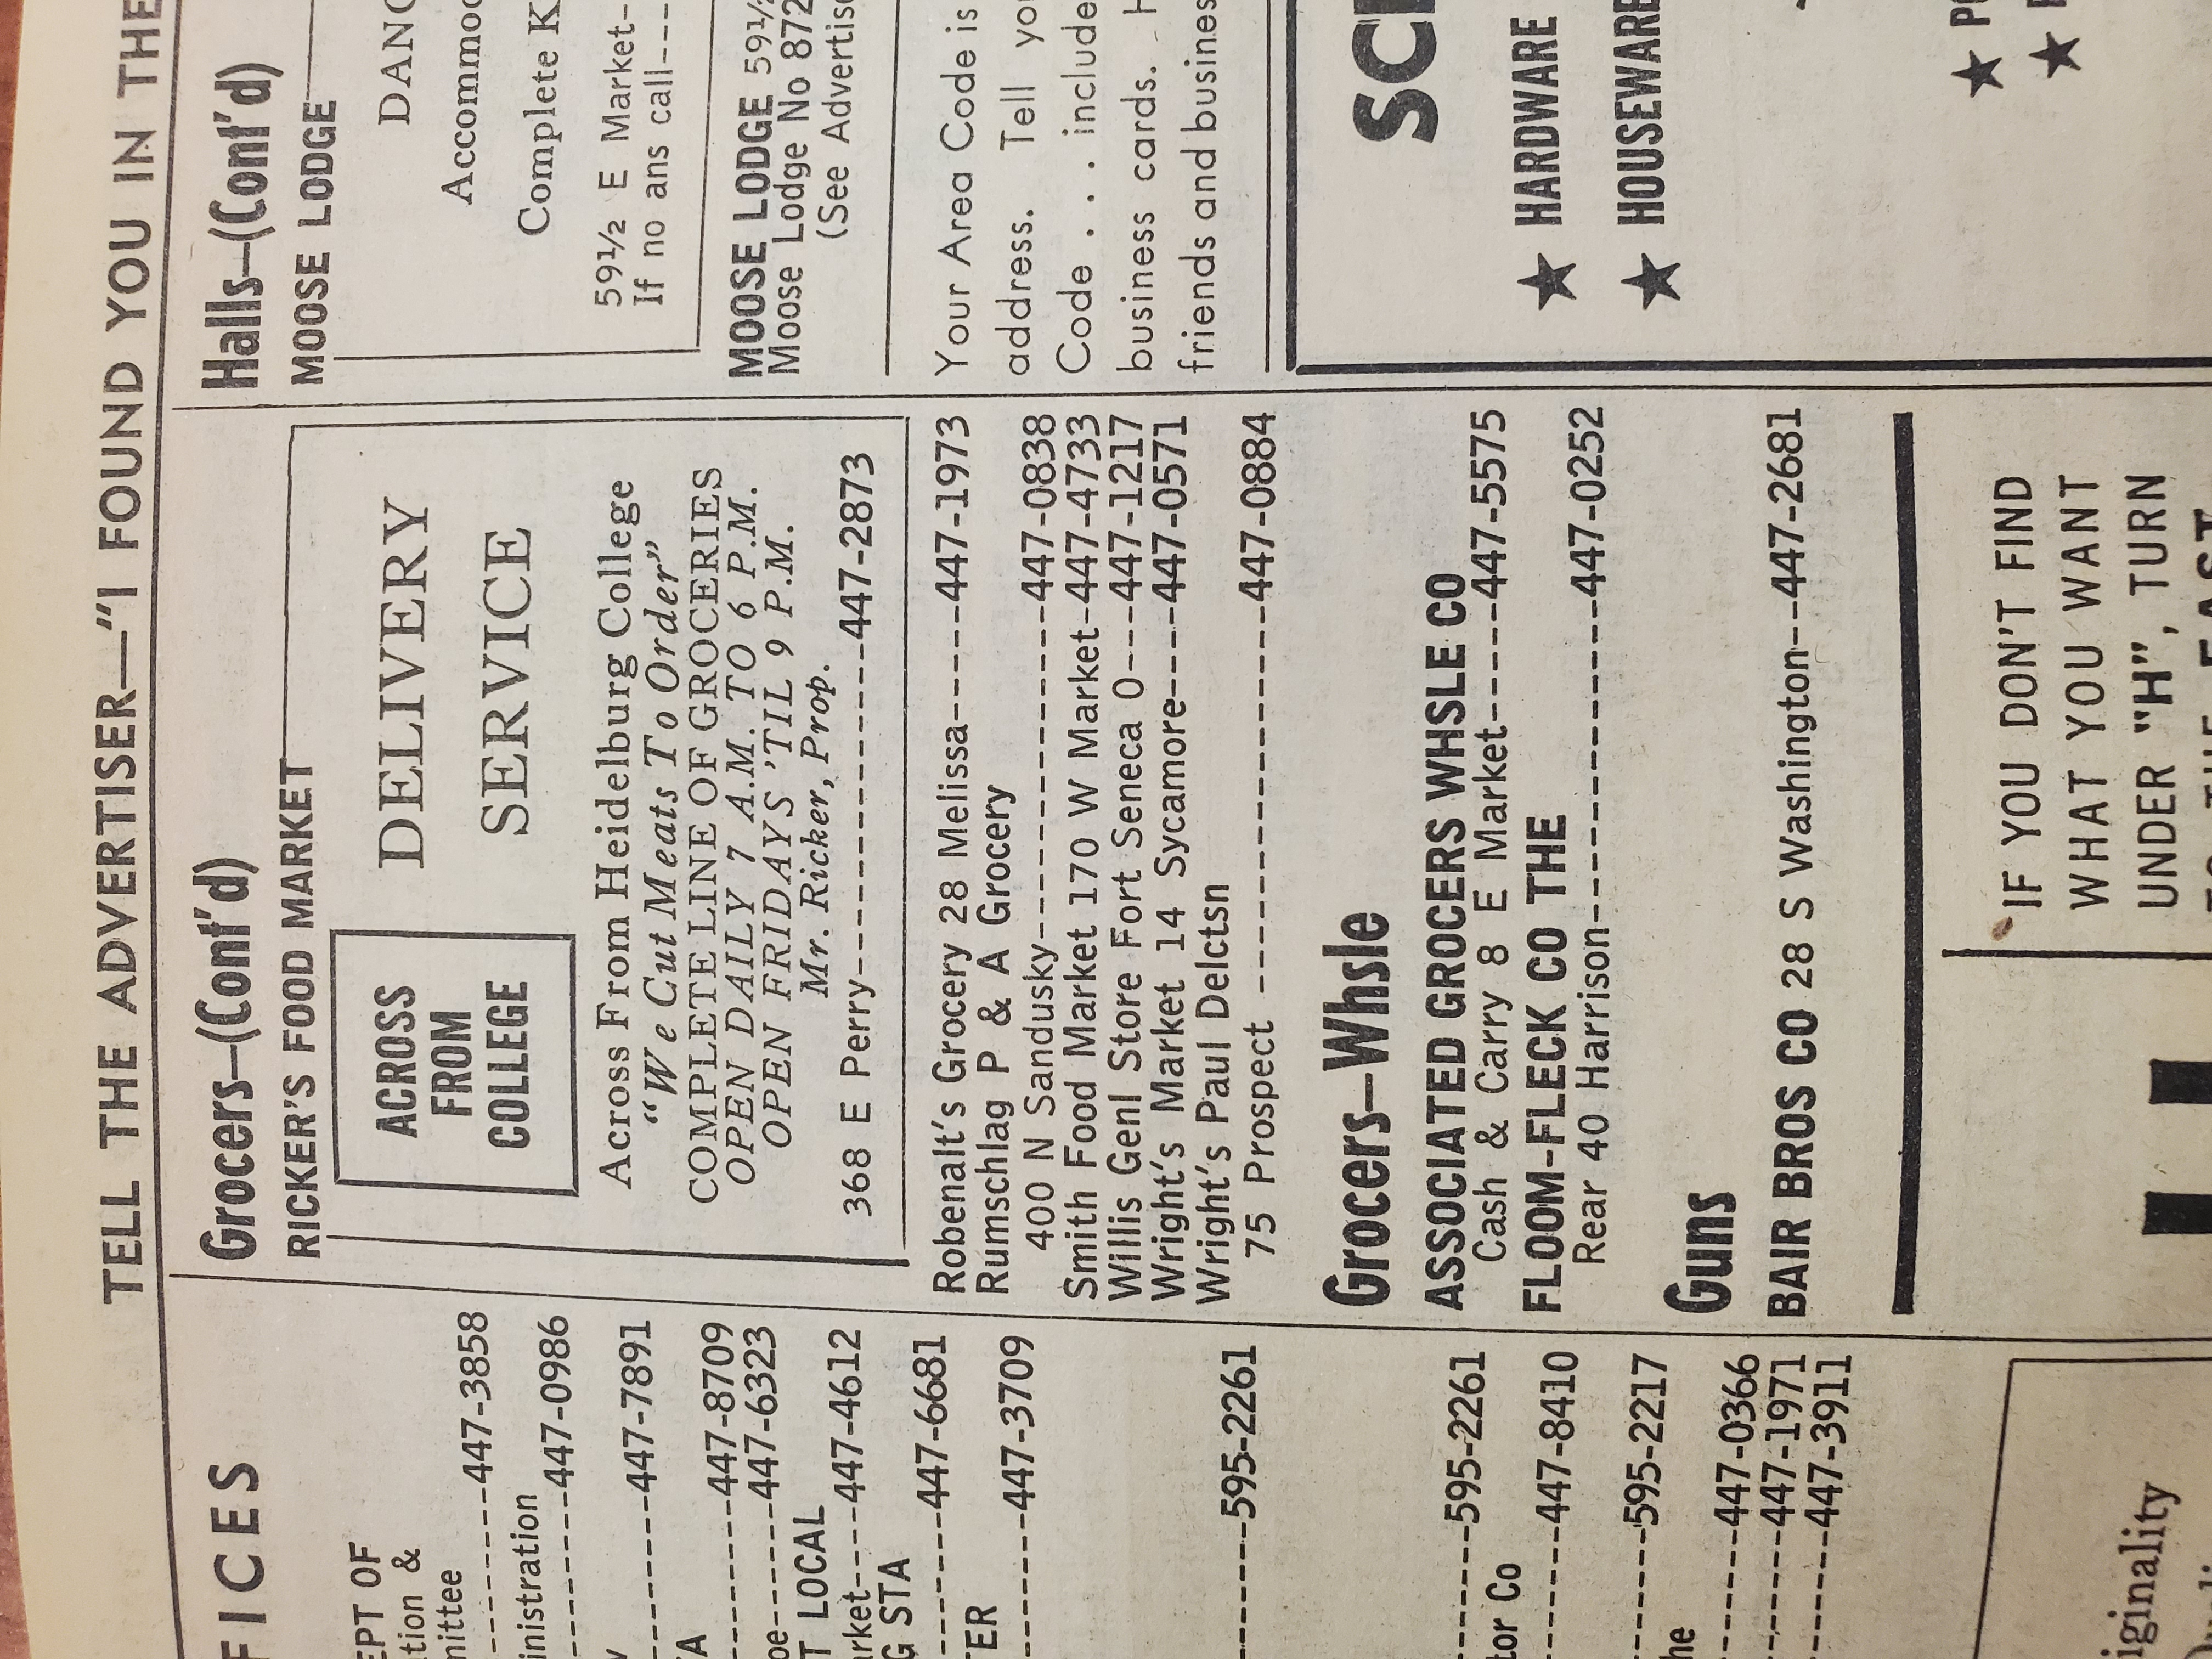 TELL THE ADVERTISER—"I FOUND YOU IN THE
FICES
EPT OF
tion &
mittee
--------447-3858
inistration
--------447-0986
--------447-7891
TA
--------447-8709
pe------447-6323
T LOCAL
arket---447-4612
G STA
--------447-6681
TER
--------447-3709
--------595-2261
--------595-2261
tor Co
--------447-8410
--------595-2217
he
--------447-0366
--------447-1971
--------447-3911
iginality
Grocers—(Cont'd)
RICKER'S FOOD MARKET
ACROSS
FROM
COLLEGE
DELIVERY
SERVICE
Across From Heidelburg College
"We Cut Meats To Order"
COMPLETE LINE OF GROCERIES
OPEN DAILY 7 A.M. TO 6 P.M.
OPEN FRIDAYS 'TIL 9 P.M.
Mr. Ricker, Prop.
368 E Perry---------------447-2873
Robenalt's Grocery 28 Melissa-----447-1973
Rumschlag P & A Grocery
400 N Sandusky---------------447-0838
Smith Food Market 170 W Market-447-4733
Willis Genl Store Fort Seneca O---447-1217
Wright's Market 14 Sycamore----447-0571
Wright's Paul Delctsn
75 Prospect ------------------447-0884
Grocers—Whsle
ASSOCIATED GROCERS WHSLE CO
Cash & Carry 8 E Market-----447-5575
FLOOM-FLECK CO THE
Rear 40 Harrison---------------447-0252
Guns
BAIR BROS CO 28 S Washington--447-2681
IF YOU DON'T FIND
WHAT YOU WANT
UNDER "H", TURN
Halls—(Cont'd)
MOOSE LODGE
DANC
Accommo
Complete K
59½ E Market-
If no ans call---
MOOSE LODGE 59½
Moose Lodge No 872
(See Advertise
Your Area Code is
address. Tell you
Code . . . include
business cards. H
friends and business
SC
★ HARDWARE
★ HOUSEWARE
★ P
★